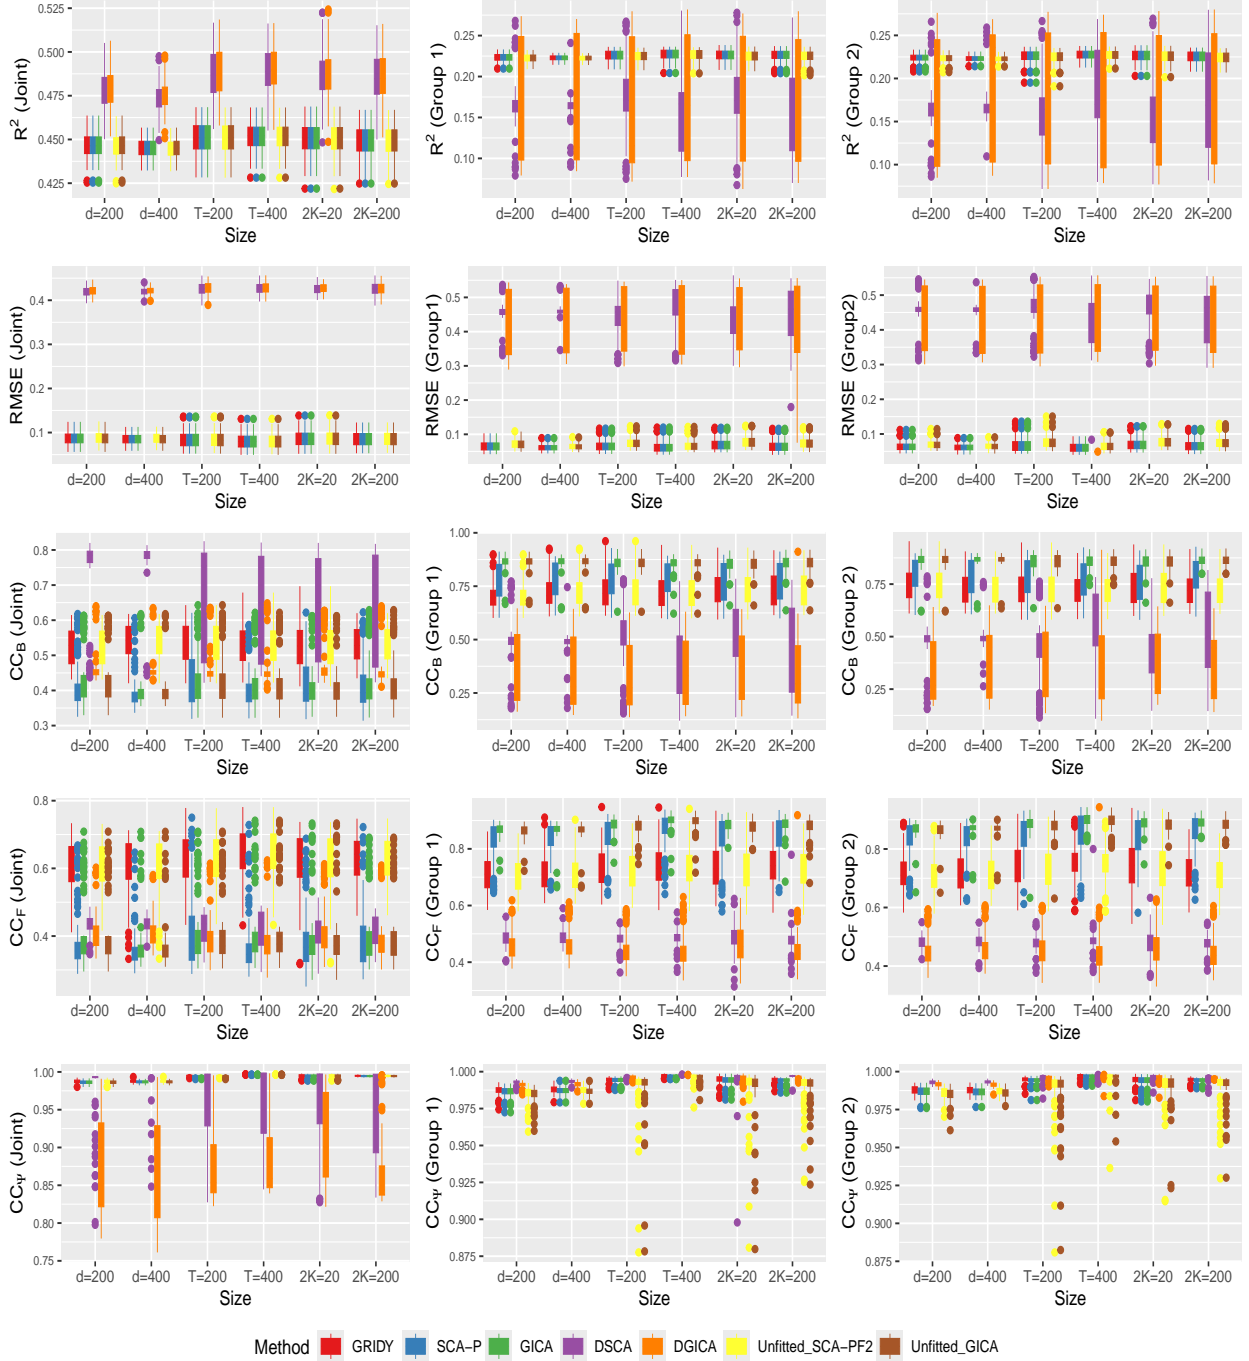 R² (Joint)
0.525
0.500
0.475
0.450
0.425
d=200 d=400 T=200 T=400 2K=20 2K=200
Size
R² (Group 1)
0.25
0.20
0.15
0.10
d=200 d=400 T=200 T=400 2K=20 2K=200
Size
R² (Group 2)
0.25
0.20
0.15
0.10
d=200 d=400 T=200 T=400 2K=20 2K=200
Size
RMSE (Joint)
0.4
0.3
0.2
0.1
d=200 d=400 T=200 T=400 2K=20 2K=200
Size
RMSE (Group1)
0.5
0.4
0.3
0.2
0.1
d=200 d=400 T=200 T=400 2K=20 2K=200
Size
RMSE (Group2)
0.5
0.4
0.3
0.2
0.1
d=200 d=400 T=200 T=400 2K=20 2K=200
Size
CC_B (Joint)
0.8
0.7
0.6
0.5
0.4
0.3
d=200 d=400 T=200 T=400 2K=20 2K=200
Size
CC_B (Group 1)
1.00
0.75
0.50
0.25
d=200 d=400 T=200 T=400 2K=20 2K=200
Size
CC_B (Group 2)
0.75
0.50
0.25
d=200 d=400 T=200 T=400 2K=20 2K=200
Size
CC_F (Joint)
0.8
0.6
0.4
d=200 d=400 T=200 T=400 2K=20 2K=200
Size
CC_F (Group 1)
0.8
0.6
0.4
d=200 d=400 T=200 T=400 2K=20 2K=200
Size
CC_F (Group 2)
0.8
0.6
0.4
d=200 d=400 T=200 T=400 2K=20 2K=200
Size
CC_Ψ (Joint)
1.00
0.95
0.90
0.85
0.80
0.75
d=200 d=400 T=200 T=400 2K=20 2K=200
Size
CC_Ψ (Group 1)
1.000
0.975
0.950
0.925
0.900
0.875
d=200 d=400 T=200 T=400 2K=20 2K=200
Size
CC_Ψ (Group 2)
1.000
0.975
0.950
0.925
0.900
0.875
d=200 d=400 T=200 T=400 2K=20 2K=200
Size
Method GRIDY SCA-P GICA DSCA DGICA Unfitted_SCA-PF2 Unfitted_GICA